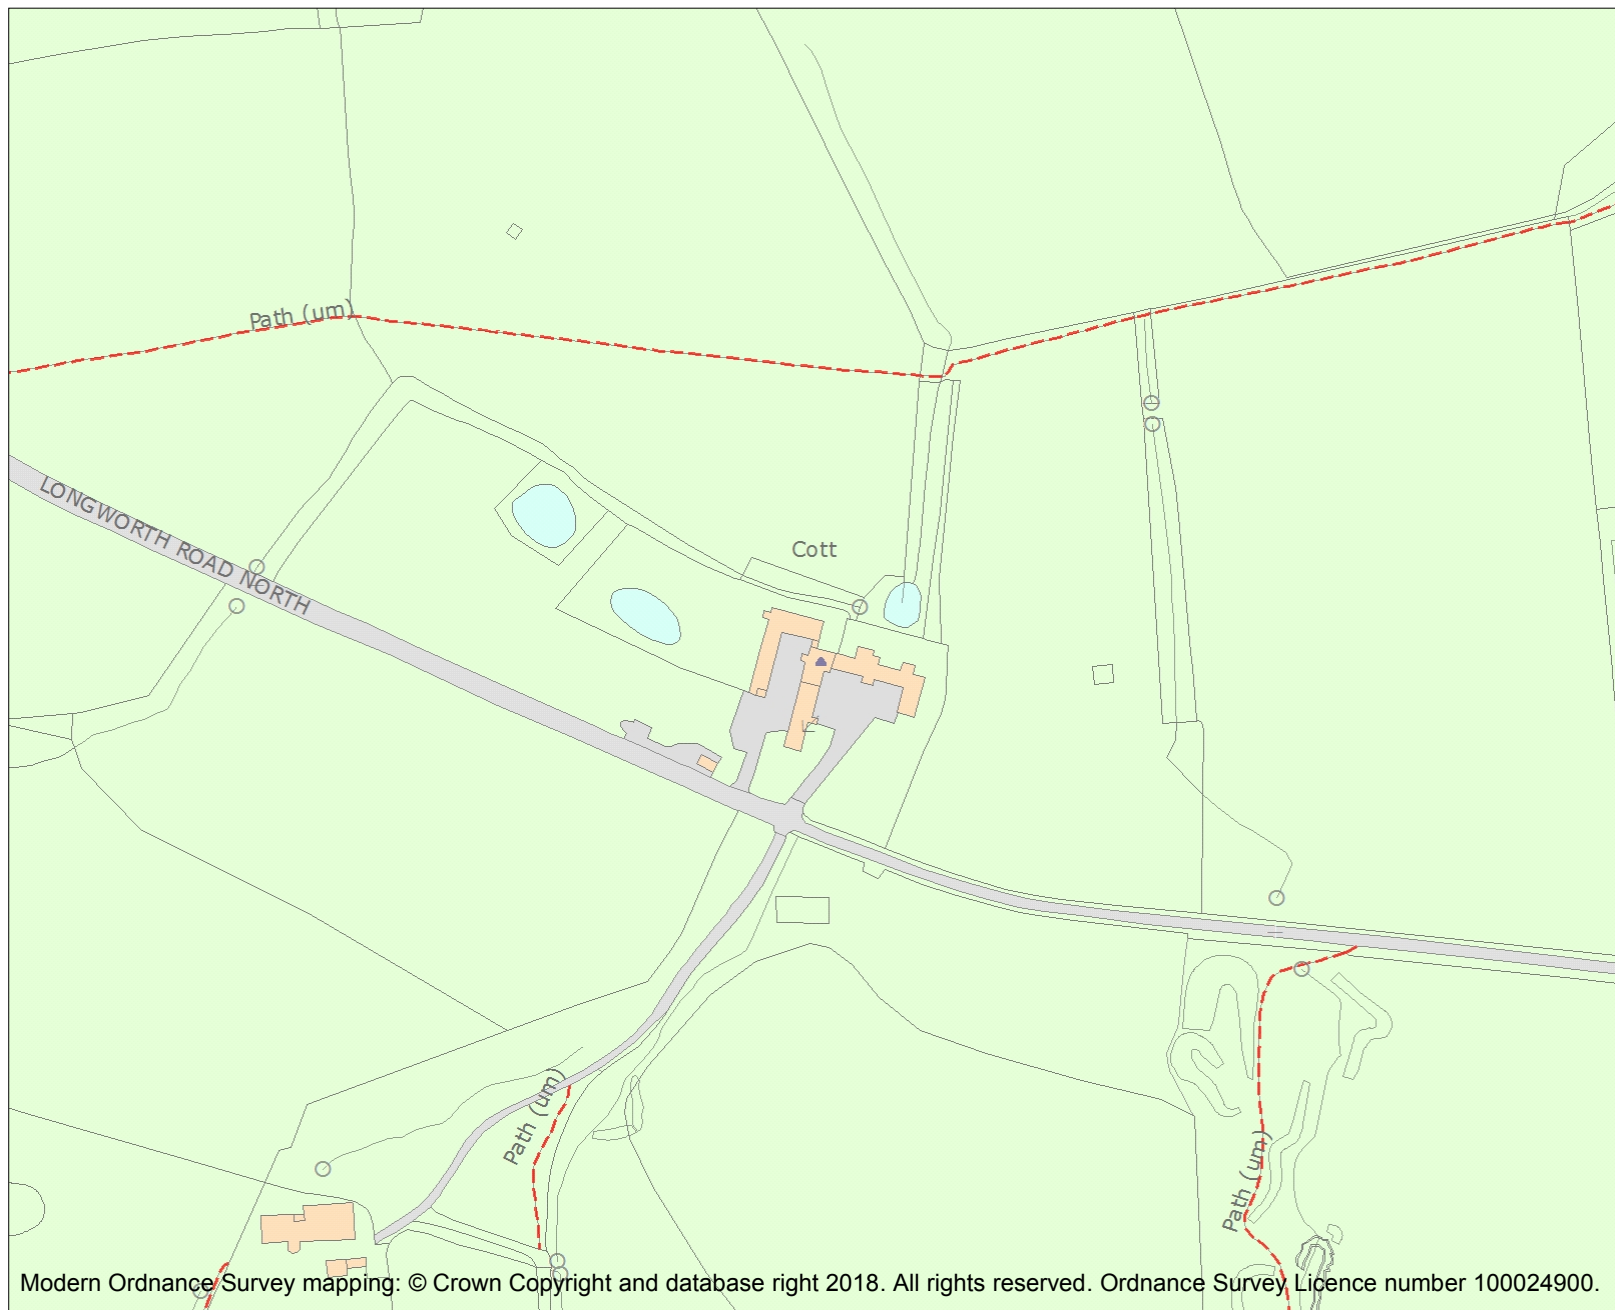 Path (um)
LONGWORTH ROAD NORTH
Cott
Path (um)
Path (um)
Modern Ordnance Survey mapping: © Crown Copyright and database right 2018. All rights reserved. Ordnance Survey Licence number 100024900.